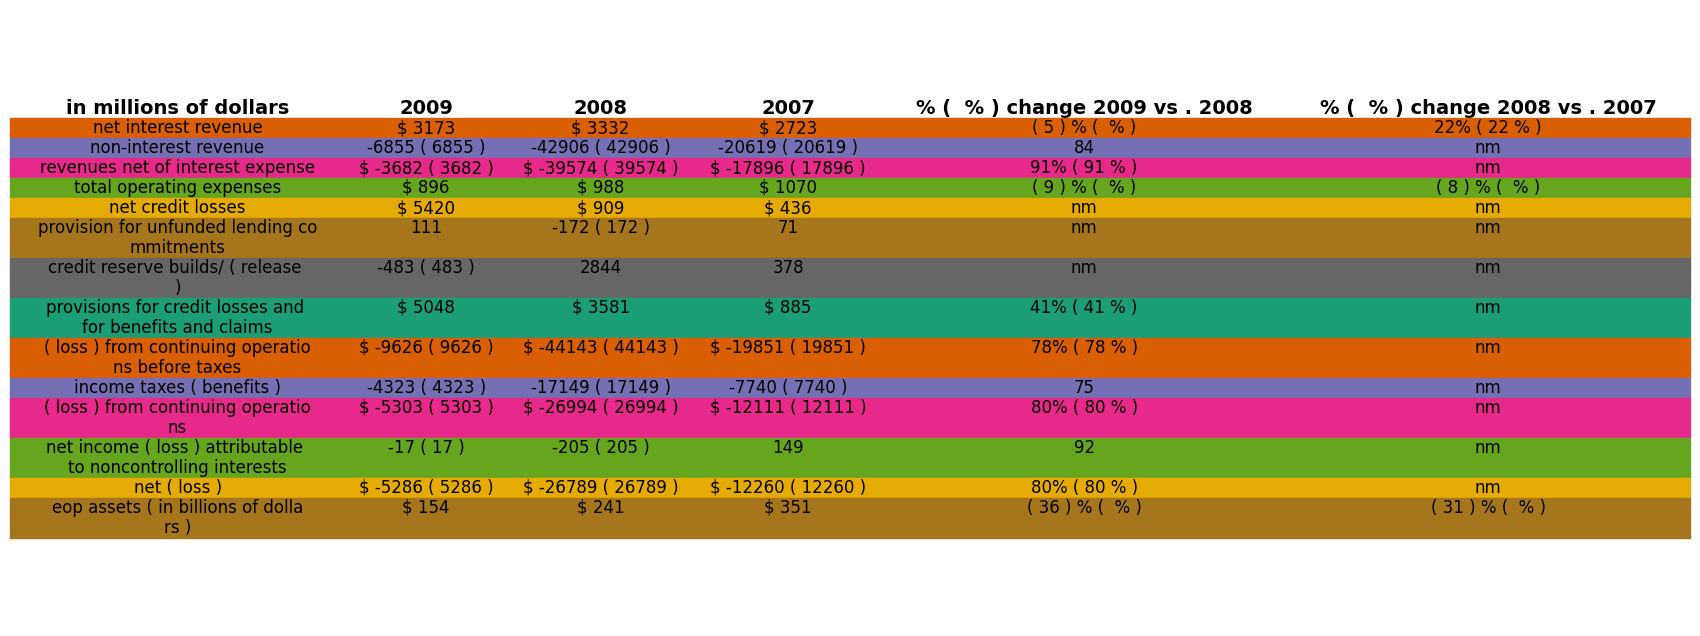 in millions of dollars 2009 2008 2007 % ( % ) change 2009 vs . 2008 % ( % ) change 2008 vs . 2007
net interest revenue $ 3173 $ 3332 $ 2723 ( 5 ) % ( % ) 22% ( 22 % )
non-interest revenue -6855 ( 6855 ) -42906 ( 42906 ) -20619 ( 20619 ) 84 nm
revenues net of interest expense $ -3682 ( 3682 ) $ -39574 ( 39574 ) $ -17896 ( 17896 ) 91% ( 91 % ) nm
total operating expenses $ 896 $ 988 $ 1070 ( 9 ) % ( % ) ( 8 ) % ( % )
net credit losses $ 5420 $ 909 $ 436 nm nm
provision for unfunded lending co 111 -172 ( 172 ) 71 nm nm
mmitments
credit reserve builds/ ( release -483 ( 483 ) 2844 378 nm nm
)
provisions for credit losses and $ 5048 $ 3581 $ 885 41% ( 41 % ) nm
for benefits and claims
( loss ) from continuing operatio $ -9626 ( 9626 ) $ -44143 ( 44143 ) $ -19851 ( 19851 ) 78% ( 78 % ) nm
ns before taxes
income taxes ( benefits ) -4323 ( 4323 ) -17149 ( 17149 ) -7740 ( 7740 ) 75 nm
( loss ) from continuing operatio $ -5303 ( 5303 ) $ -26994 ( 26994 ) $ -12111 ( 12111 ) 80% ( 80 % ) nm
ns
net income ( loss ) attributable -17 ( 17 ) -205 ( 205 ) 149 92 nm
to noncontrolling interests
net ( loss ) $ -5286 ( 5286 ) $ -26789 ( 26789 ) $ -12260 ( 12260 ) 80% ( 80 % ) nm
eop assets ( in billions of dolla $ 154 $ 241 $ 351 ( 36 ) % ( % ) ( 31 ) % ( % )
rs )